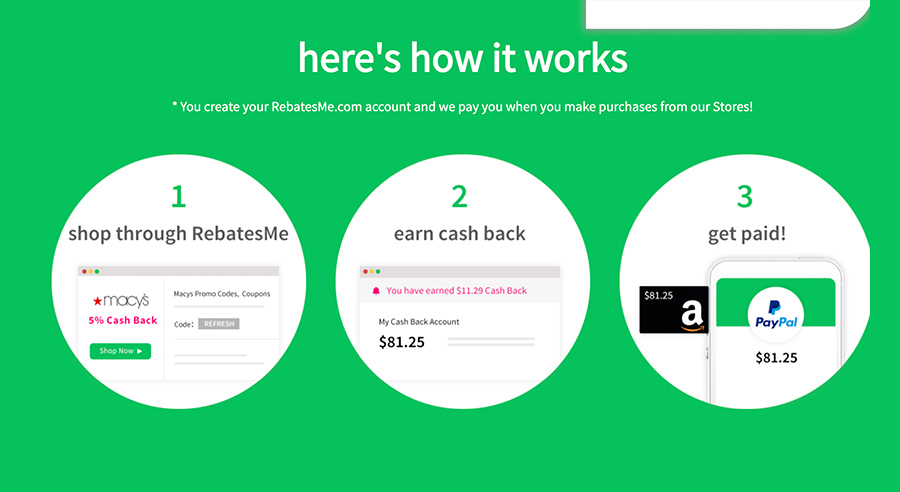 here's how it works
* You create your RebatesMe.com account and we pay you when you make purchases from our Stores!
1
shop through RebatesMe
macy's
5% Cash Back
Shop Now
Macys Promo Codes, Coupons
Code: REFRESH
2
earn cash back
You have earned $11.29 Cash Back
My Cash Back Account
$81.25
3
get paid!
$81.25
a
PayPal
$81.25